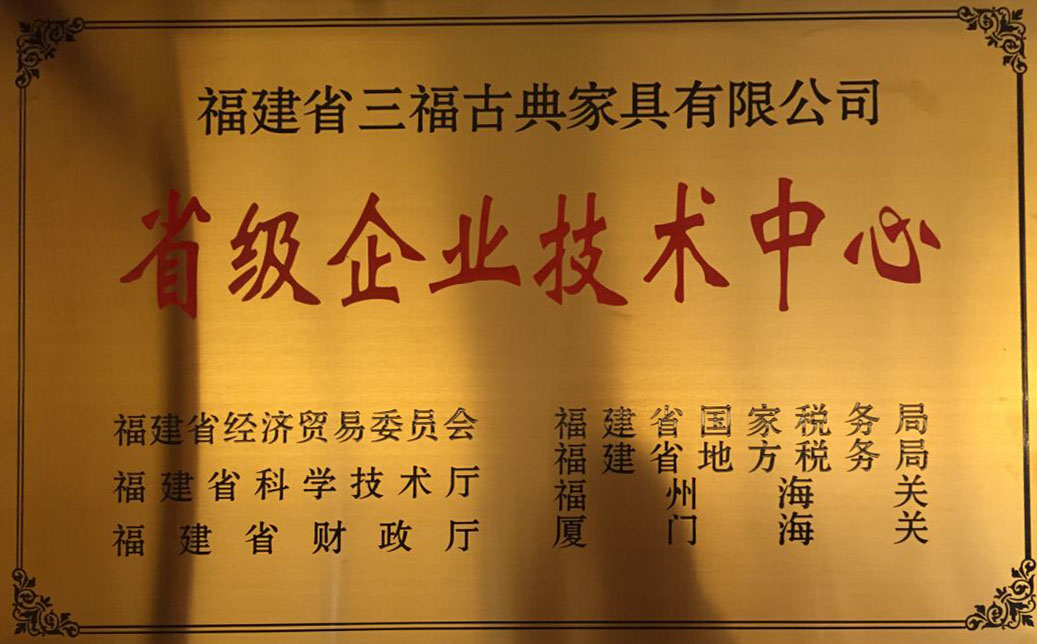 福建省三福古典家具有限公司
省级企业技术中心
福建省经济贸易委员会
福建省科学技术厅
福建省财政厅
福建省国家税务局
福建省地方税务局
福州海关
厦门海关